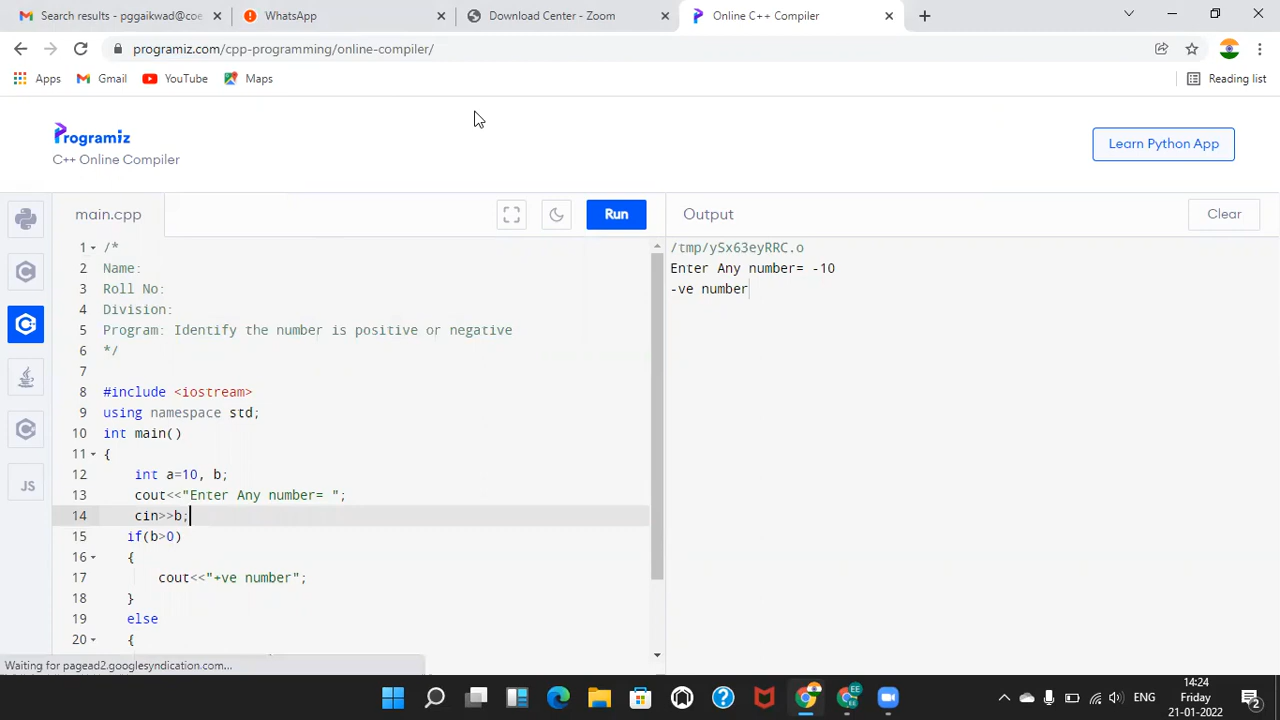 Search results - pggaikwad@coe
WhatsApp
Download Center - Zoom
Online C++ Compiler
programiz.com/cpp-programming/online-compiler/
Apps
Gmail
YouTube
Maps
Reading list
Programiz
C++ Online Compiler
Learn Python App
main.cpp
Run
Output
Clear
1 /*
2 Name:
3 Roll No:
4 Division:
5 Program: Identify the number is positive or negative
6 */
7
8 #include <iostream>
9 using namespace std;
10 int main()
11 {
12 int a=10, b;
13 cout<<"Enter Any number= ";
14 cin>>b;
15 if(b>0)
16 {
17 cout<<"+ve number";
18 }
19 else
20 {
/tmp/ySx63eyRRC.o
Enter Any number= -10
-ve number
JS
Waiting for pagead2.googlesyndication.com...
EE
ENG
14:24
Friday
21-01-2022
2